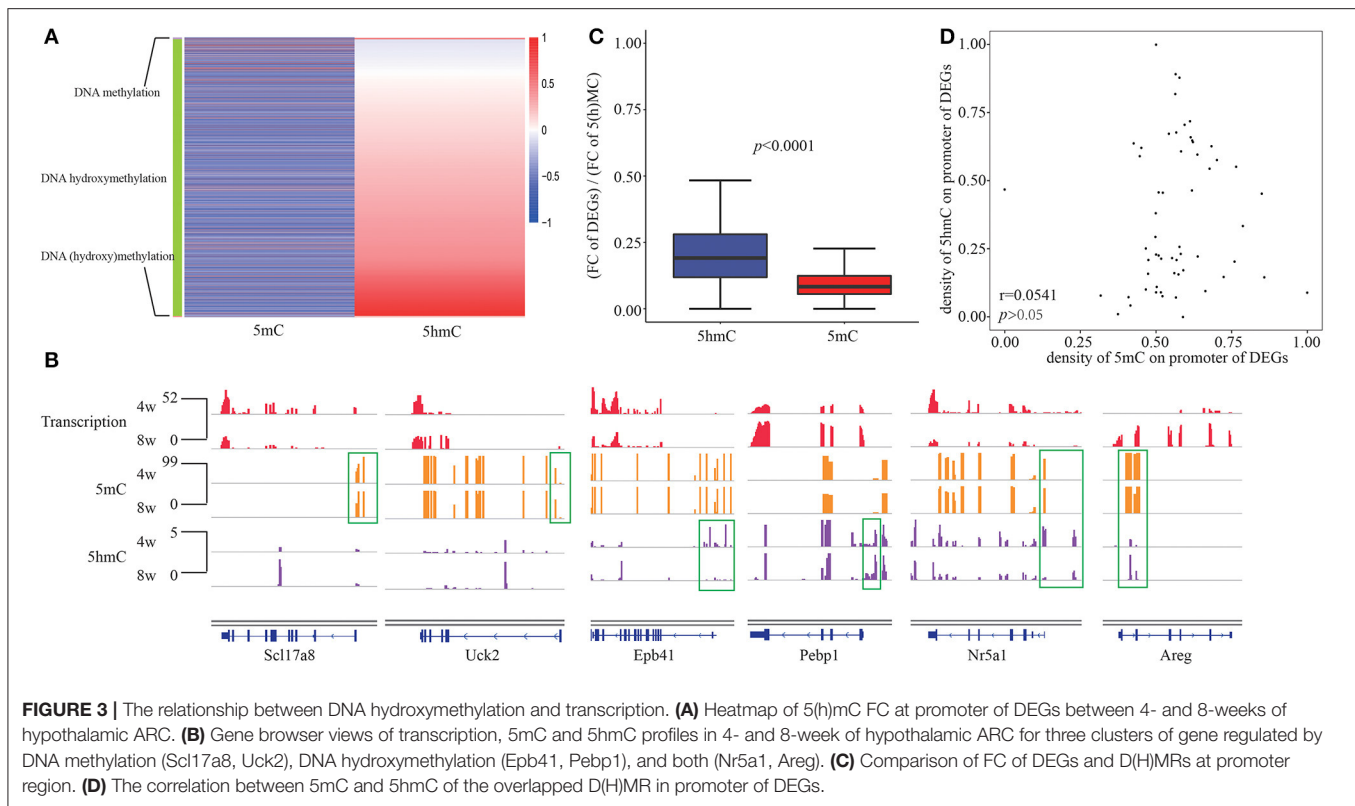 A
DNA methylation
DNA hydroxymethylation
DNA (hydroxy)methylation
5mC
5hmC
1
0.5
0
−0.5
−1
C
(FC of DEGs) / (FC of 5(h)MC)
1.00
0.75
0.50
0.25
0.00
p<0.0001
5hmC
5mC
D
density of 5hmC on promoter of DEGs
1.00
0.75
0.50
0.25
0.00
r=0.0541
p>0.05
0.00
0.25
0.50
0.75
1.00
density of 5mC on promoter of DEGs
B
Transcription
52
0
4w
8w
5mC
99
0
4w
8w
5hmC
5
0
4w
8w
Scl17a8
Uck2
Epb41
Pebp1
Nr5a1
Areg
FIGURE 3 | The relationship between DNA hydroxymethylation and transcription. (A) Heatmap of 5(h)mC FC at promoter of DEGs between 4- and 8-weeks of
hypothalamic ARC. (B) Gene browser views of transcription, 5mC and 5hmC profiles in 4- and 8-week of hypothalamic ARC for three clusters of gene regulated by
DNA methylation (Scl17a8, Uck2), DNA hydroxymethylation (Epb41, Pebp1), and both (Nr5a1, Areg). (C) Comparison of FC of DEGs and D(H)MRs at promoter
region. (D) The correlation between 5mC and 5hmC of the overlapped D(H)MR in promoter of DEGs.